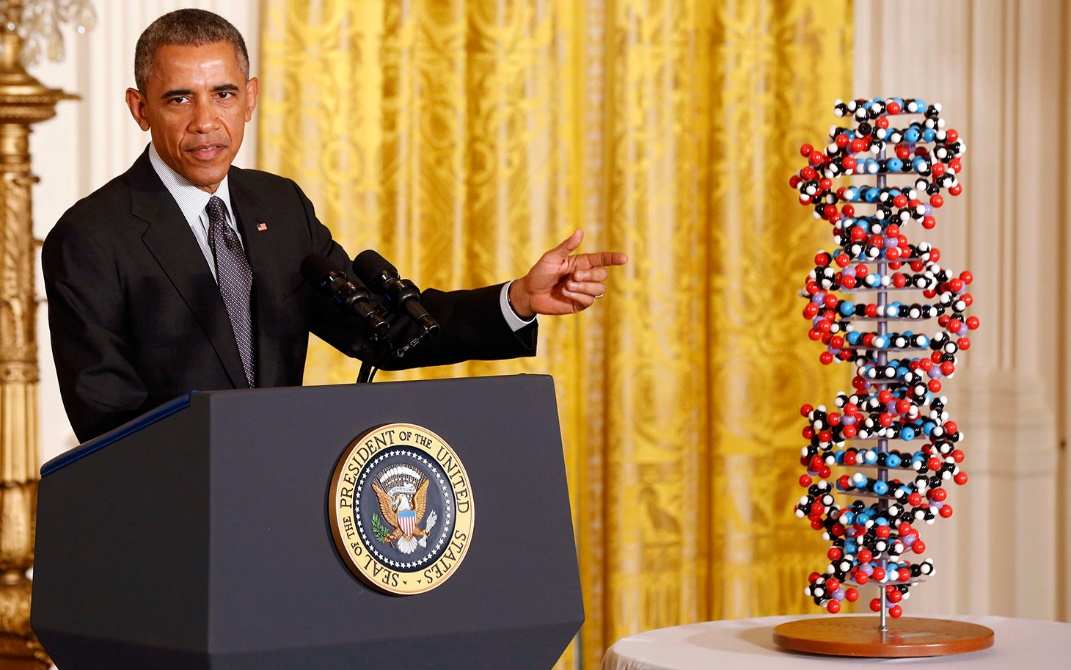 SEAL OF THE PRESIDENT OF THE UNITED STATES